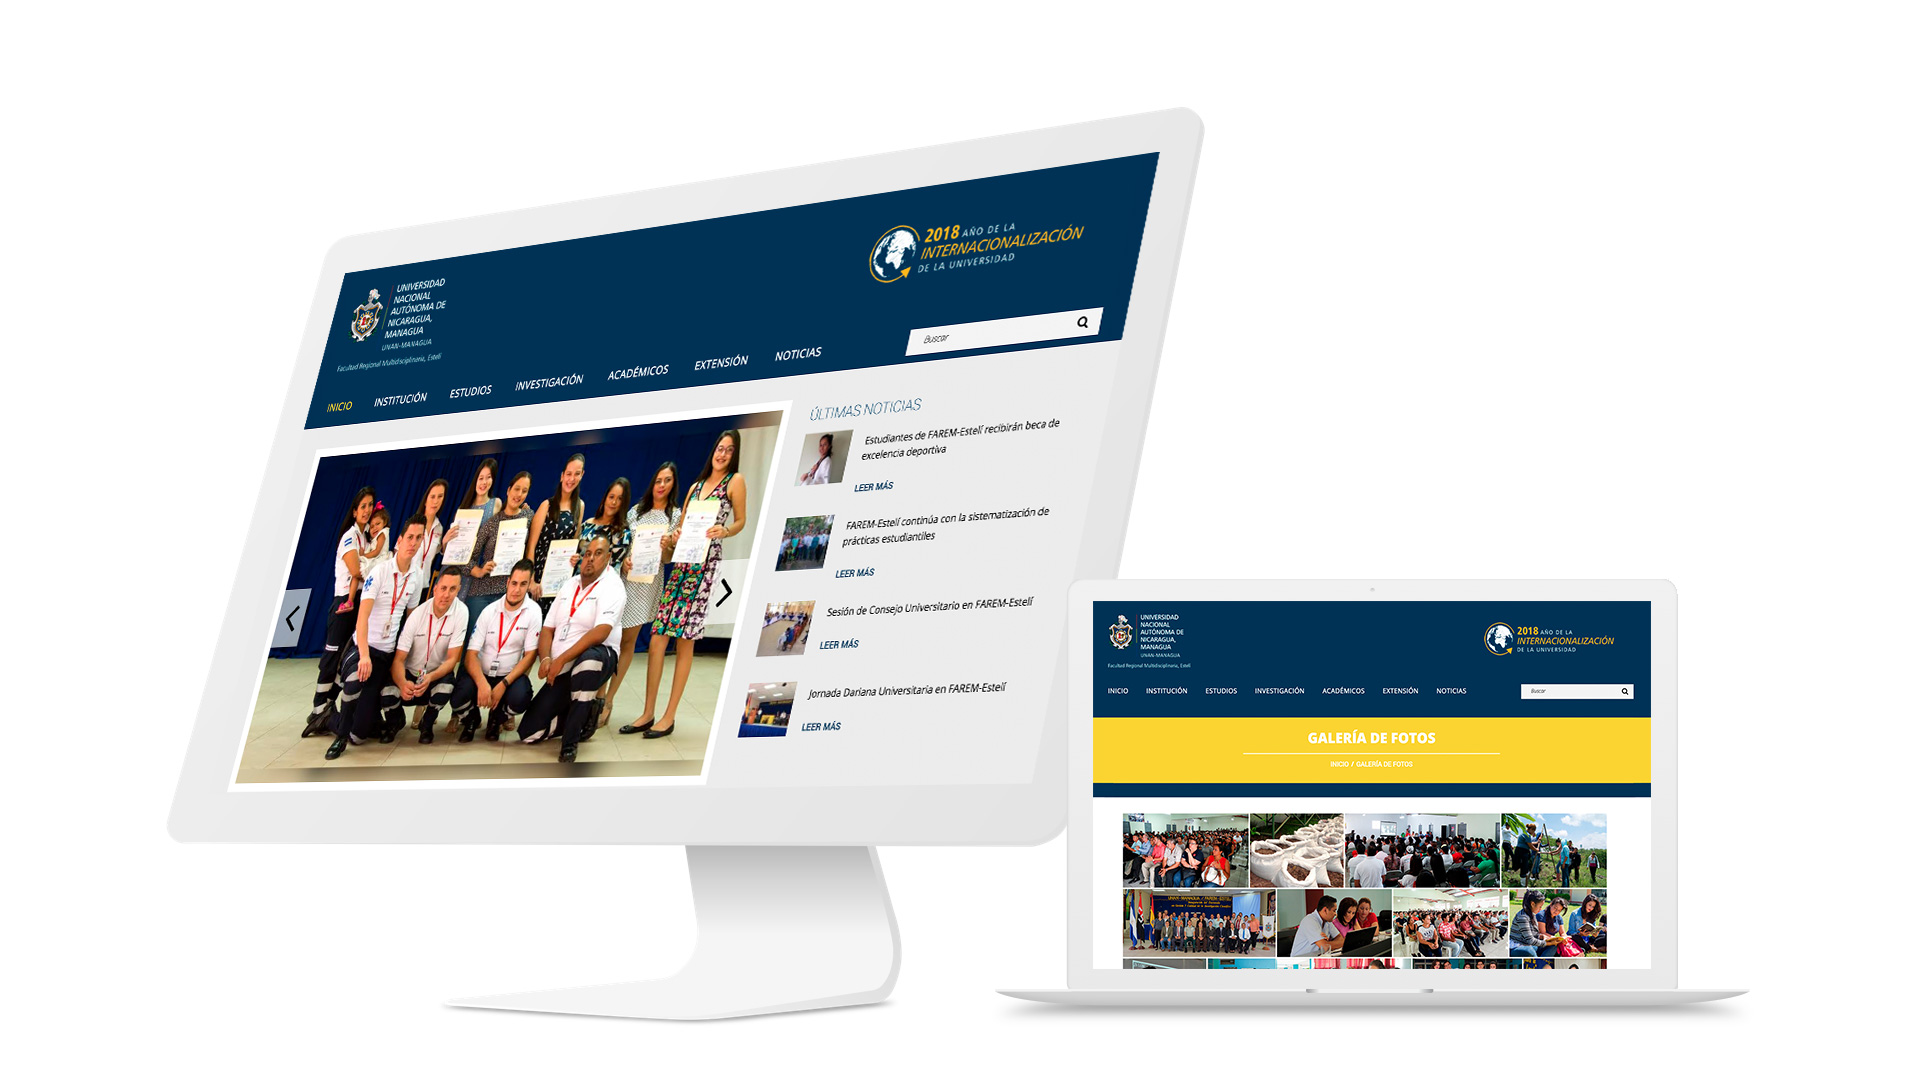 UNIVERSIDAD
NACIONAL
AUTÓNOMA DE
NICARAGUA,
MANAGUA
UNAN-MANAGUA
Facultad Regional Multidisciplinaria, Estelí
2018 AÑO DE LA
INTERNACIONALIZACIÓN
DE LA UNIVERSIDAD
Buscar
INICIO INSTITUCIÓN ESTUDIOS INVESTIGACIÓN ACADÉMICOS EXTENSIÓN NOTICIAS
ÚLTIMAS NOTICIAS
Estudiantes de FAREM-Estelí recibirán beca de
excelencia deportiva
LEER MÁS
FAREM-Estelí continúa con la sistematización de
prácticas estudiantiles
LEER MÁS
Sesión de Consejo Universitario en FAREM-Estelí
LEER MÁS
Jornada Dariana Universitaria en FAREM-Estelí
LEER MÁS
UNIVERSIDAD
NACIONAL
AUTÓNOMA DE
NICARAGUA,
MANAGUA
UNAN-MANAGUA
Facultad Regional Multidisciplinaria, Estelí
2018 AÑO DE LA
INTERNACIONALIZACIÓN
DE LA UNIVERSIDAD
INICIO INSTITUCIÓN ESTUDIOS INVESTIGACIÓN ACADÉMICOS EXTENSIÓN NOTICIAS
Buscar
GALERÍA DE FOTOS
INICIO / GALERÍA DE FOTOS
UNAN-MANAGUA / FAREM-ESTELÍ